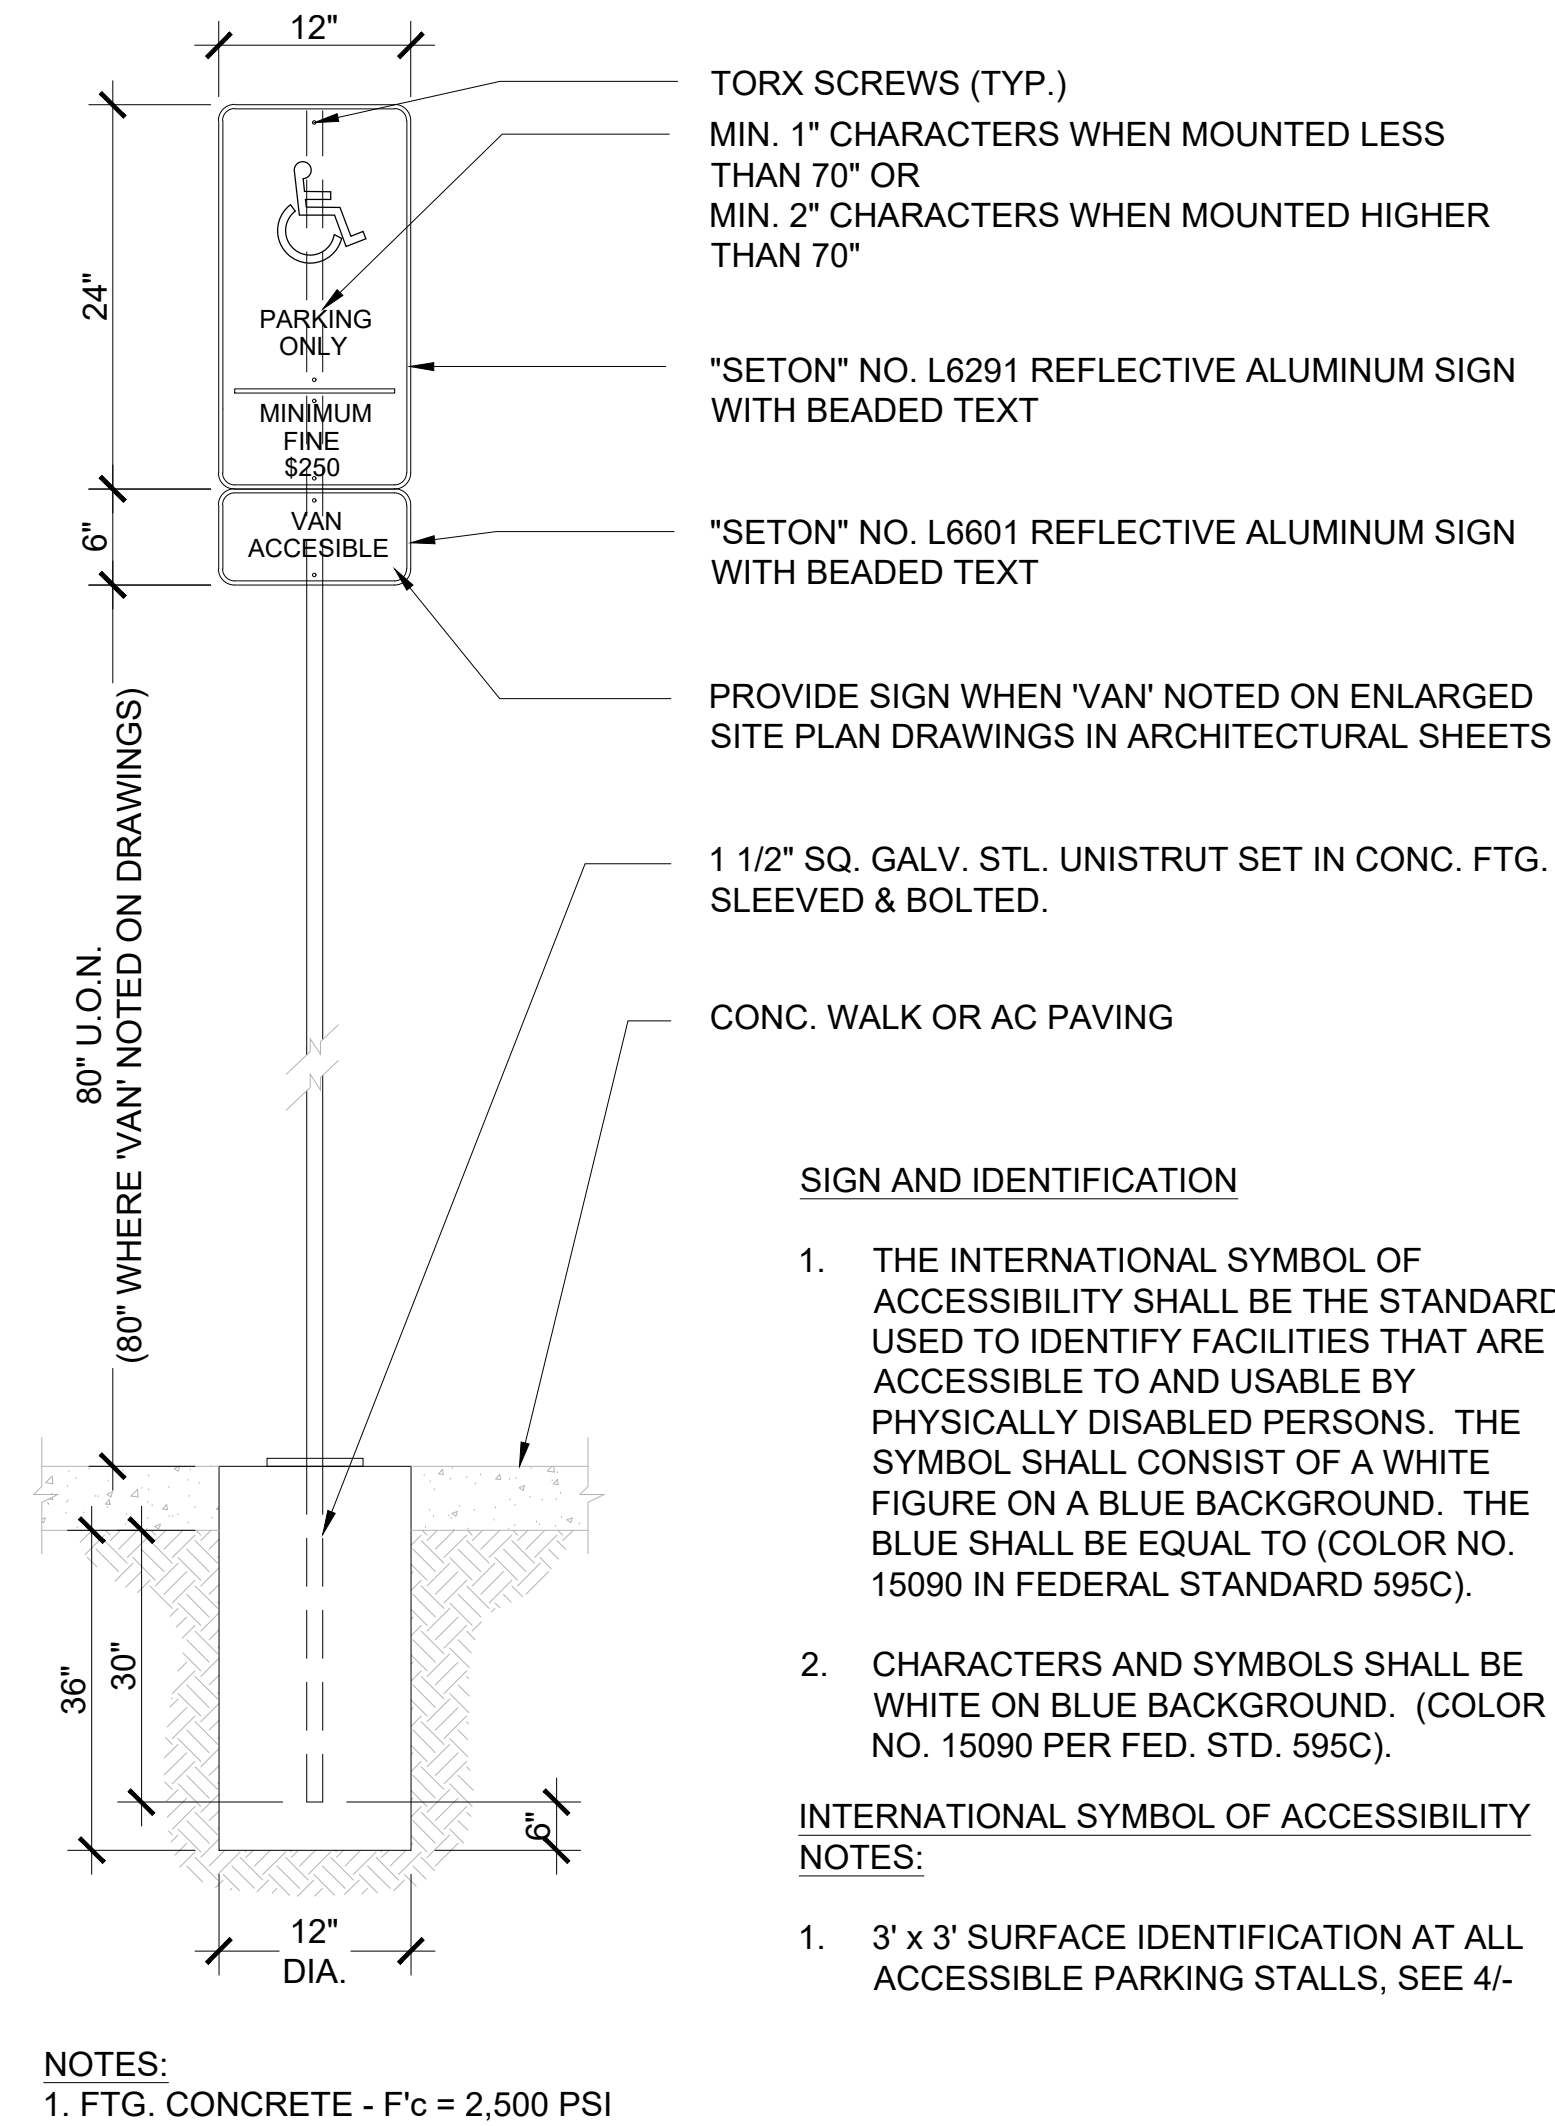 12"
TORX SCREWS (TYP.)
MIN. 1" CHARACTERS WHEN MOUNTED LESS
THAN 70" OR
MIN. 2" CHARACTERS WHEN MOUNTED HIGHER
THAN 70"
24"
PARKING
ONLY
MINIMUM
FINE
$250
"SETON" NO. L6291 REFLECTIVE ALUMINUM SIGN
WITH BEADED TEXT
6"
VAN
ACCESIBLE
"SETON" NO. L6601 REFLECTIVE ALUMINUM SIGN
WITH BEADED TEXT
PROVIDE SIGN WHEN 'VAN' NOTED ON ENLARGED
SITE PLAN DRAWINGS IN ARCHITECTURAL SHEETS
80" U.O.N.
(80" WHERE 'VAN' NOTED ON DRAWINGS)
1 1/2" SQ. GALV. STL. UNISTRUT SET IN CONC. FTG.
SLEEVED & BOLTED.
CONC. WALK OR AC PAVING
SIGN AND IDENTIFICATION
1. THE INTERNATIONAL SYMBOL OF
ACCESSIBILITY SHALL BE THE STANDARD
USED TO IDENTIFY FACILITIES THAT ARE
ACCESSIBLE TO AND USABLE BY
PHYSICALLY DISABLED PERSONS. THE
SYMBOL SHALL CONSIST OF A WHITE
FIGURE ON A BLUE BACKGROUND. THE
BLUE SHALL BE EQUAL TO (COLOR NO.
15090 IN FEDERAL STANDARD 595C).
2. CHARACTERS AND SYMBOLS SHALL BE
WHITE ON BLUE BACKGROUND. (COLOR
NO. 15090 PER FED. STD. 595C).
36"
30"
6"
12"
DIA.
INTERNATIONAL SYMBOL OF ACCESSIBILITY
NOTES:
1. 3' x 3' SURFACE IDENTIFICATION AT ALL
ACCESSIBLE PARKING STALLS, SEE 4/-
NOTES:
1. FTG. CONCRETE - F'c = 2,500 PSI